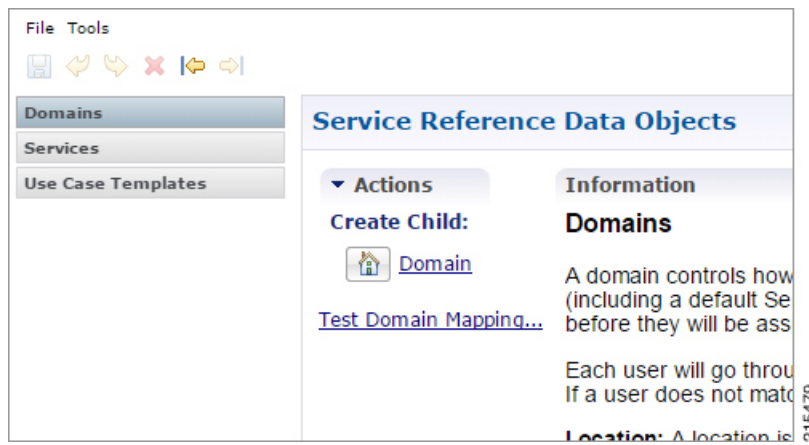 File Tools
Domains
Services
Use Case Templates
Service Reference Data Objects
Actions
Create Child:
Domain
Test Domain Mapping...
Information
Domains
A domain controls how
(including a default Se
before they will be ass
Each user will go throu
If a user does not matc
Location: A location is